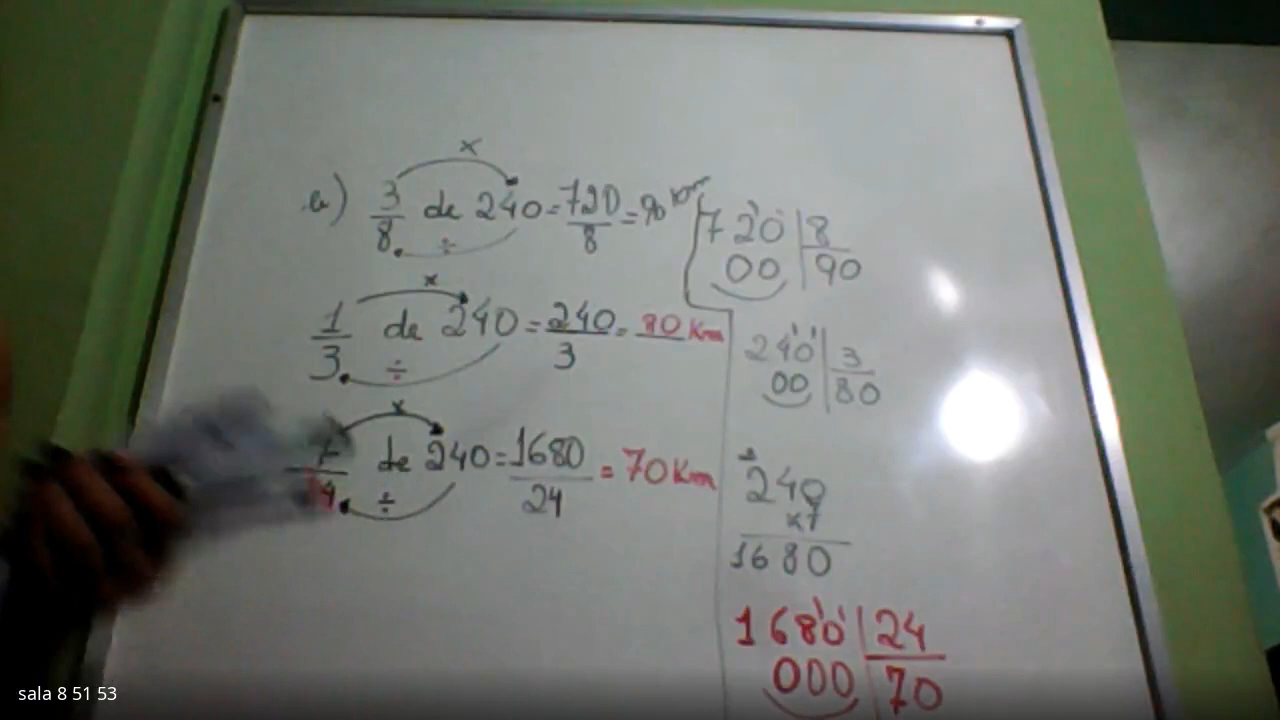 3/8 de 240 = 720/8 = 90 Km
x
÷
1/3 de 240 = 240/3 = 80 Km
x
÷
de 240 = 1680/24 = 70 Km
x
÷
720 | 8
00 90
240 | 3
00 80
240
x7
1680
1680 | 24
000 70
sala 8 51 53